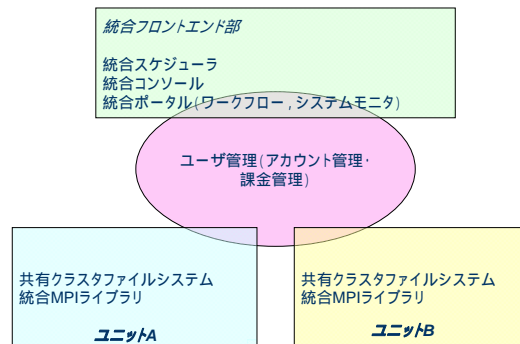 統合フロントエンド部
統合スケジューラ
統合コンソール
統合ポータル(ワークフロー,システムモニタ)
ユーザ管理(アカウント管理・
課金管理)
共有クラスタファイルシステム
統合MPIライブラリ
ユニットA
共有クラスタファイルシステム
統合MPIライブラリ
ユニットB